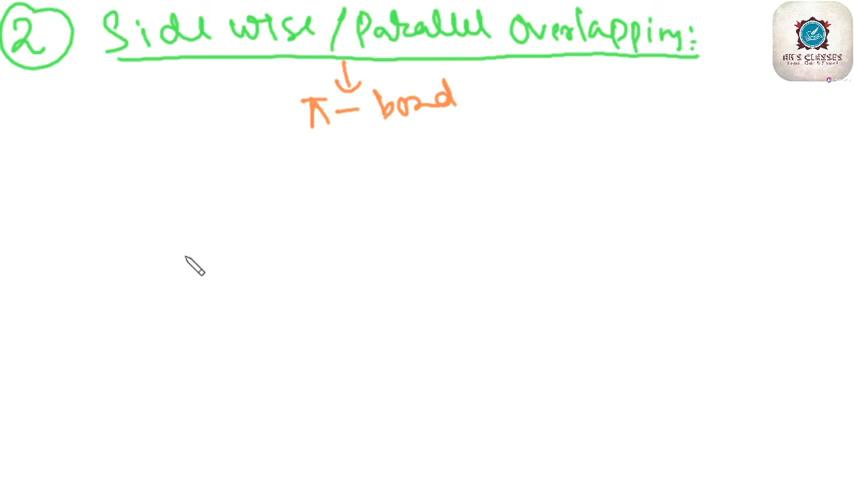 2 Side wise / Parallel Overlapping:
π - bond